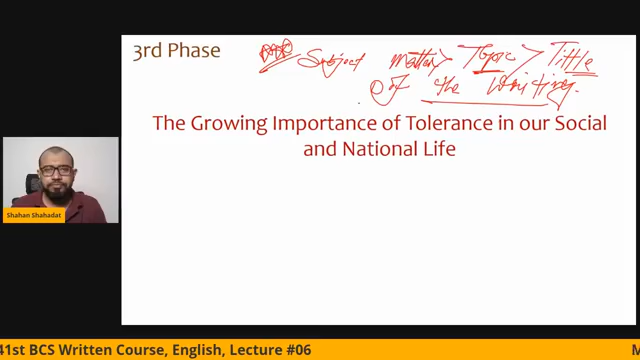 3rd Phase
Subject matter > Topic > Tittle
of the writing.
The Growing Importance of Tolerance in our Social
and National Life
Shahan Shahadat
41st BCS Written Course, English, Lecture #06
M